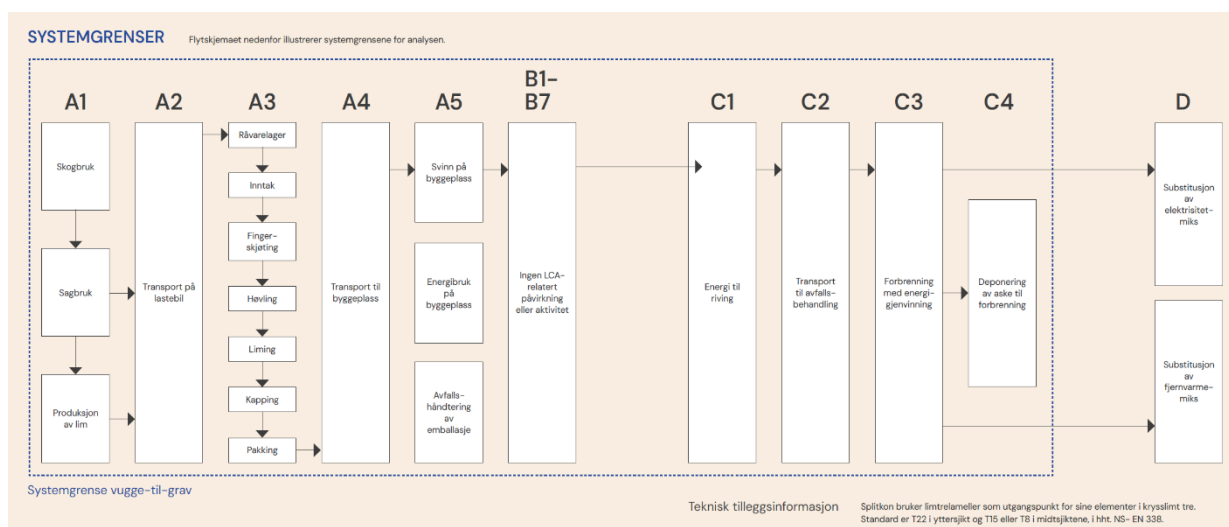 SYSTEMGRENSER
Flytskjemaet nedenfor illustrerer systemgrensene for analysen.
A1
A2
A3
A4
A5
B1–
B7
C1
C2
C3
C4
D
Skogbruk
Sagbruk
Produksjon
av lim
Transport på
lastebil
Råvarelager
Inntak
Finger-
skjøting
Høvling
Liming
Kapping
Pakking
Transport til
byggeplass
Svinn på
byggeplass
Energibruk
på
byggeplass
Avfalls-
håndtering
av
emballasje
Ingen LCA-
relatert
påvirkning
eller aktivitet
Energi til
riving
Transport
til avfalls-
behandling
Forbrenning
med energi-
gjenvinning
Deponering
av aske til
forbrenning
Substitusjon
av
elektrisitet-
miks
Substitusjon
av
fjernvarme-
miks
Systemgrense vugge-til-grav
Teknisk tilleggsinformasjon
Splitkon bruker limtrelameller som utgangspunkt for sine elementer i krysslimt tre.
Standard er T22 i yttersjikt og T15 eller T8 i midtsjiktene, i hht. NS- EN 338.